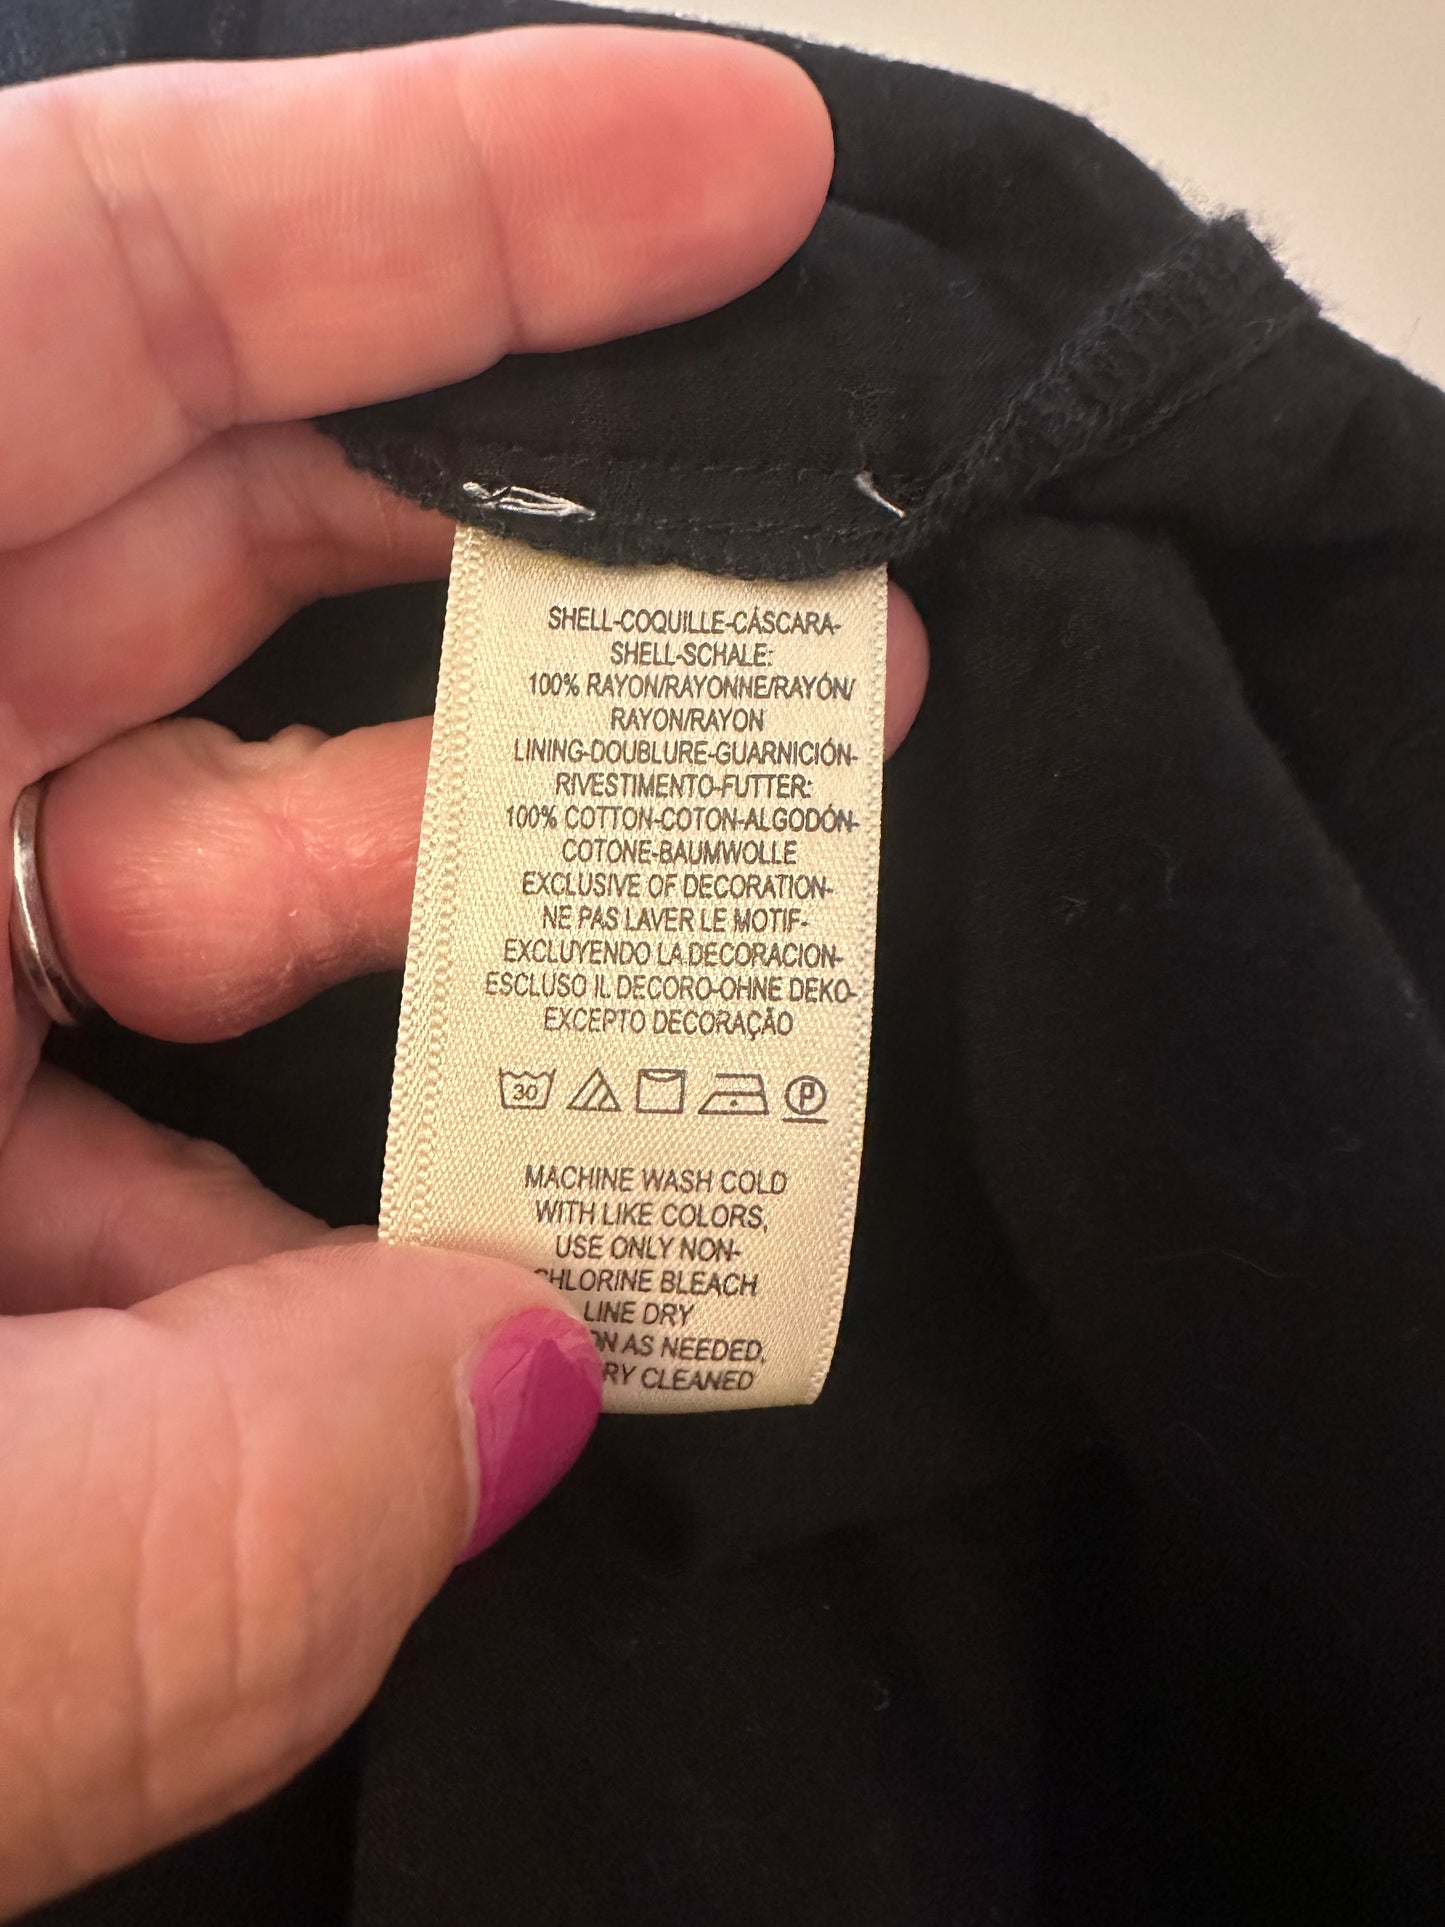 SHELL-COQUILLE-CÁSCARA-
SHELL-SCHALE:
100% RAYON/RAYONNE/RAYÓN/
RAYON/RAYON
LINING-DOUBLURE-GUARNICIÓN-
RIVESTIMENTO-FUTTER:
100% COTTON-COTON-ALGODÓN-
COTONE-BAUMWOLLE
EXCLUSIVE OF DECORATION-
NE PAS LAVER LE MOTIF-
EXCLUYENDO LA DECORACION-
ESCLUSO IL DECORO-OHNE DEKO-
EXCEPTO DECORAÇÃO
30 P
MACHINE WASH COLD
WITH LIKE COLORS,
USE ONLY NON-
CHLORINE BLEACH
LINE DRY
AS NEEDED,
CLEANED